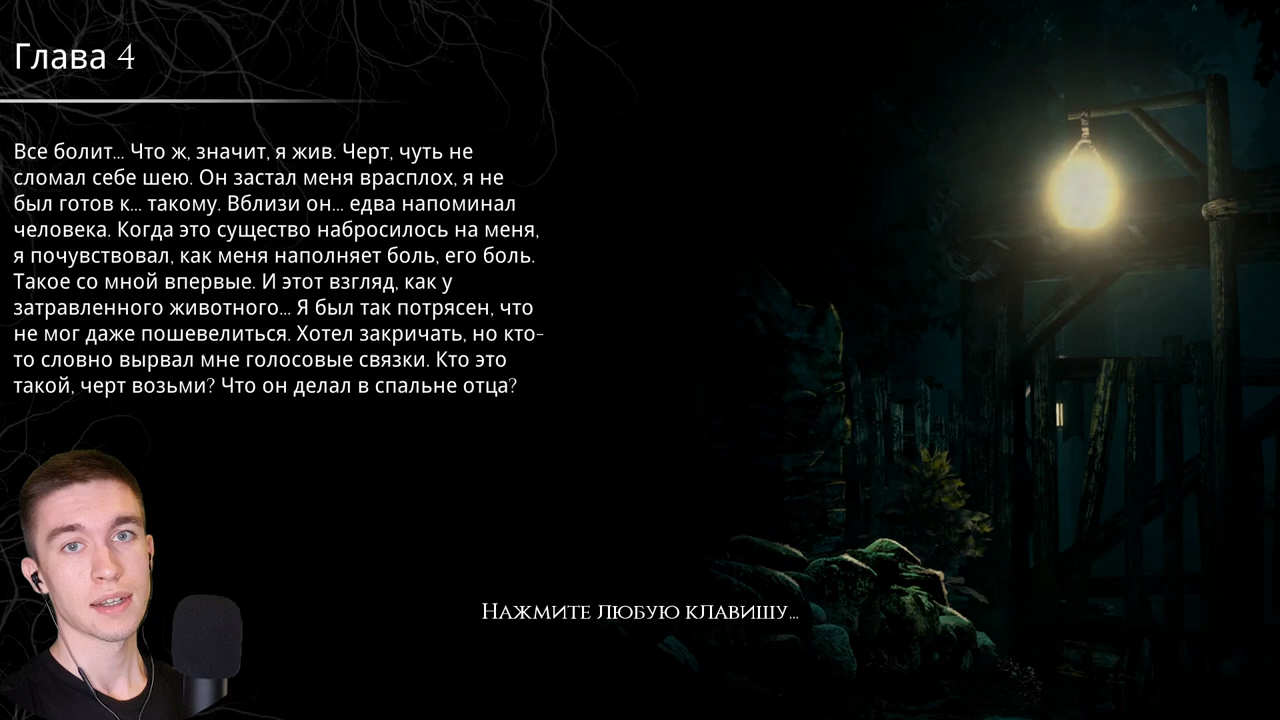 Глава 4
Все болит... Что ж, значит, я жив. Черт, чуть не
сломал себе шею. Он застал меня врасплох, я не
был готов к... такому. Вблизи он... едва напоминал
человека. Когда это существо набросилось на меня,
я почувствовал, как меня наполняет боль, его боль.
Такое со мной впервые. И этот взгляд, как у
затравленного животного... Я был так потрясен, что
не мог даже пошевелиться. Хотел закричать, но кто-
то словно вырвал мне голосовые связки. Кто это
такой, черт возьми? Что он делал в спальне отца?
Нажмите любую клавишу...